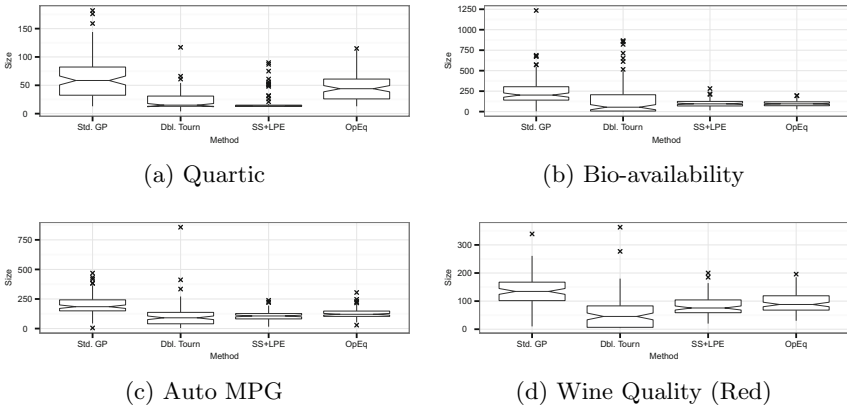 150
100
50
0
Size
Std. GP
Dbl. Tourn
SS+LPE
OpEq
Method
(a) Quartic
1250
1000
750
500
250
0
Size
Std. GP
Dbl. Tourn
SS+LPE
OpEq
Method
(b) Bio-availability
750
500
250
0
Size
Std. GP
Dbl. Tourn
SS+LPE
OpEq
Method
(c) Auto MPG
300
200
100
0
Size
Std. GP
Dbl. Tourn
SS+LPE
OpEq
Method
(d) Wine Quality (Red)